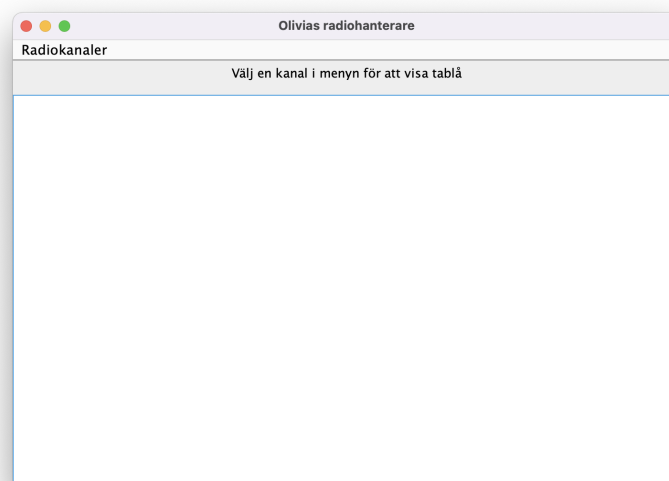 Olivias radiohanterare
Radiokanaler
Välj en kanal i menyn för att visa tablå